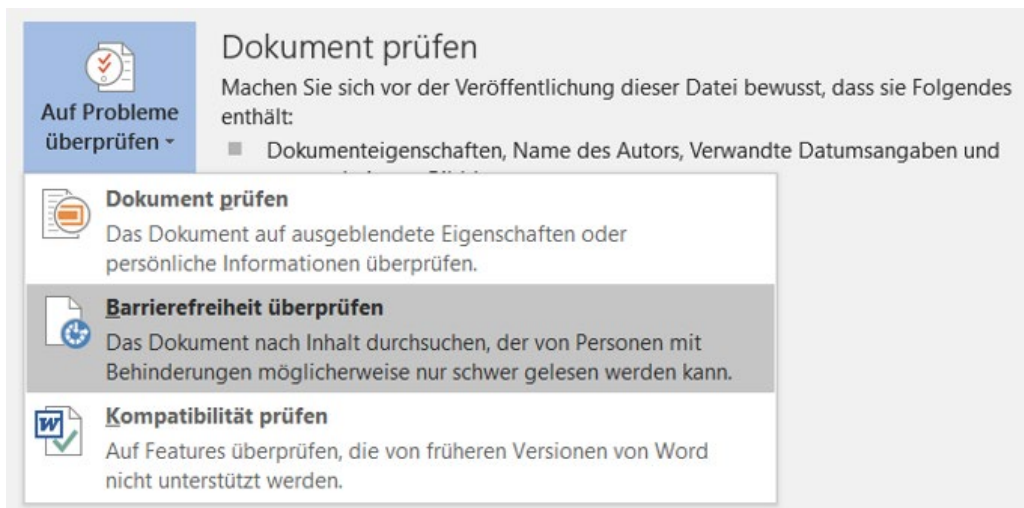 Dokument prüfen
Machen Sie sich vor der Veröffentlichung dieser Datei bewusst, dass sie Folgendes
enthält:
Dokumenteigenschaften, Name des Autors, Verwandte Datumsangaben und
Auf Probleme
überprüfen
Dokument prüfen
Das Dokument auf ausgeblendete Eigenschaften oder
persönliche Informationen überprüfen.
Barrierefreiheit überprüfen
Das Dokument nach Inhalt durchsuchen, der von Personen mit
Behinderungen möglicherweise nur schwer gelesen werden kann.
Kompatibilität prüfen
Auf Features überprüfen, die von früheren Versionen von Word
nicht unterstützt werden.